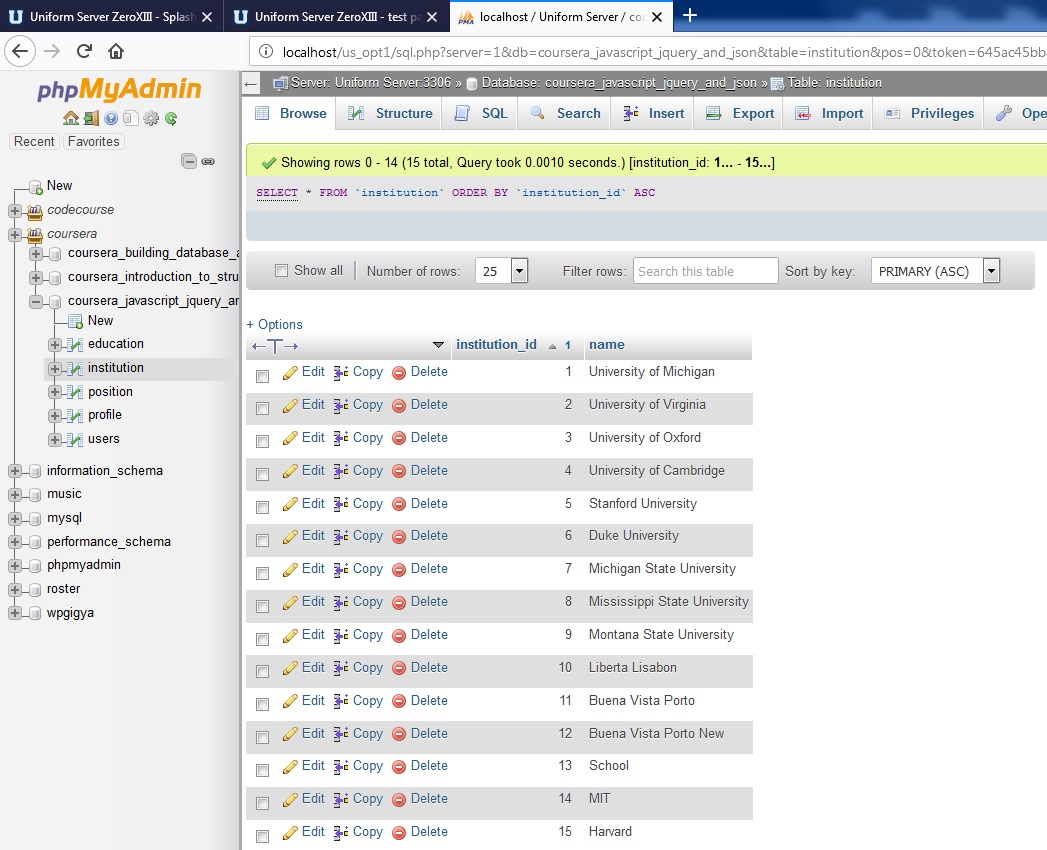 Uniform Server ZeroXIII - Splash
Uniform Server ZeroXIII - test pa
localhost / Uniform Server / cou
localhost/us_opt1/sql.php?server=1&db=coursera_javascript_jquery_and_json&table=institution&pos=0&token=645ac45bb
phpMyAdmin
Recent Favorites
New
codecourse
coursera
coursera_building_database_a
coursera_introduction_to_stru
coursera_javascript_jquery_ar
New
education
institution
position
profile
users
information_schema
music
mysql
performance_schema
phpmyadmin
roster
wpgigya
Server: Uniform Server:3306 » Database: coursera_javascript_jquery_and_json » Table: institution
Browse Structure SQL Search Insert Export Import Privileges Ope
Showing rows 0 - 14 (15 total, Query took 0.0010 seconds.) [institution_id: 1... - 15...]
SELECT * FROM `institution` ORDER BY `institution_id` ASC
Show all Number of rows: 25 Filter rows: Search this table Sort by key: PRIMARY (ASC)
+ Options
←T→ institution_id 1 name
Edit Copy Delete 1 University of Michigan
Edit Copy Delete 2 University of Virginia
Edit Copy Delete 3 University of Oxford
Edit Copy Delete 4 University of Cambridge
Edit Copy Delete 5 Stanford University
Edit Copy Delete 6 Duke University
Edit Copy Delete 7 Michigan State University
Edit Copy Delete 8 Mississippi State University
Edit Copy Delete 9 Montana State University
Edit Copy Delete 10 Liberta Lisabon
Edit Copy Delete 11 Buena Vista Porto
Edit Copy Delete 12 Buena Vista Porto New
Edit Copy Delete 13 School
Edit Copy Delete 14 MIT
Edit Copy Delete 15 Harvard